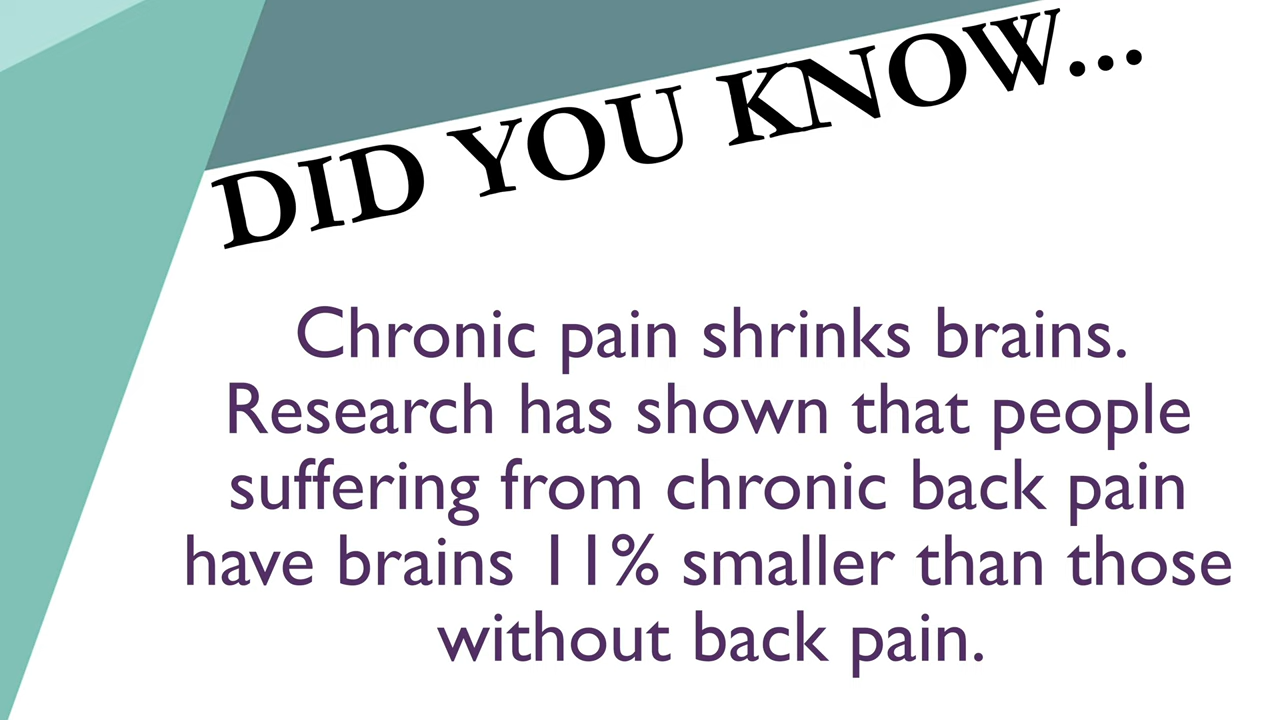 DID YOU KNOW...
Chronic pain shrinks brains.
Research has shown that people
suffering from chronic back pain
have brains 11% smaller than those
without back pain.